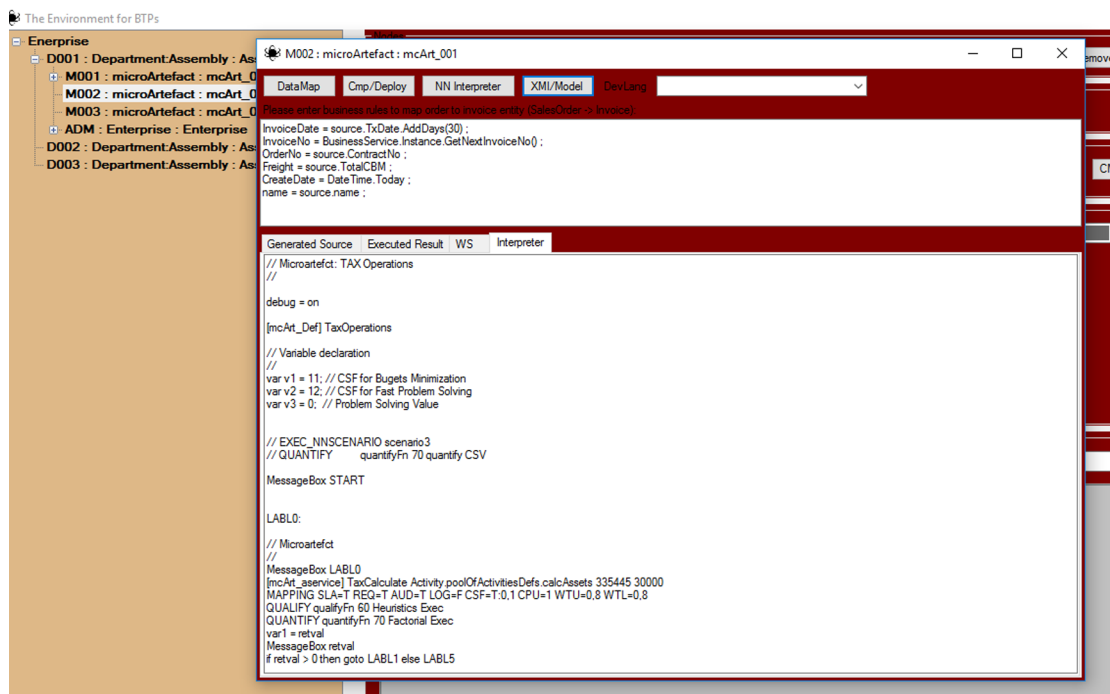 The Environment for BTPs
Enerprise
D001 : Department:Assembly : As
M001 : microArtefact : mcArt_0
M002 : microArtefact : mcArt_0
M003 : microArtefact : mcArt_0
ADM : Enterprise : Enterprise
D002 : Department:Assembly : As
D003 : Department:Assembly : As
Nodes
emove
M002 : microArtefact : mcArt_001
DataMap Cmp/Deploy NN Interpreter XMI/Model DevLang
Please enter business rules to map order to invoice entity (SalesOrder -> Invoice):
InvoiceDate = source.TxDate.AddDays(30) ;
InvoiceNo = BusinessService.Instance.GetNextInvoiceNo() ;
OrderNo = source.ContractNo ;
Freight = source.TotalCBM ;
CreateDate = DateTime.Today ;
name = source.name ;
Generated Source Executed Result WS Interpreter
// Microartefct: TAX Operations
//
debug = on
[mcArt_Def] TaxOperations
// Variable declaration
//
var v1 = 11; // CSF for Bugets Minimization
var v2 = 12; // CSF for Fast Problem Solving
var v3 = 0; // Problem Solving Value
// EXEC_NNSCENARIO scenario3
// QUANTIFY quantifyFn 70 quantify CSV
MessageBox START
LABL0:
// Microartefct
//
MessageBox LABL0
[mcArt_aservice] TaxCalculate Activity.poolOfActivitiesDefs.calcAssets 335445 30000
MAPPING SLA=T REQ=T AUD=T LOG=F CSF=T:0,1 CPU=1 WTU=0,8 WTL=0,8
QUALIFY qualifyFn 60 Heuristics Exec
QUANTIFY quantifyFn 70 Factorial Exec
var1 = retval
MessageBox retval
if retval > 0 then goto LABL1 else LABL5